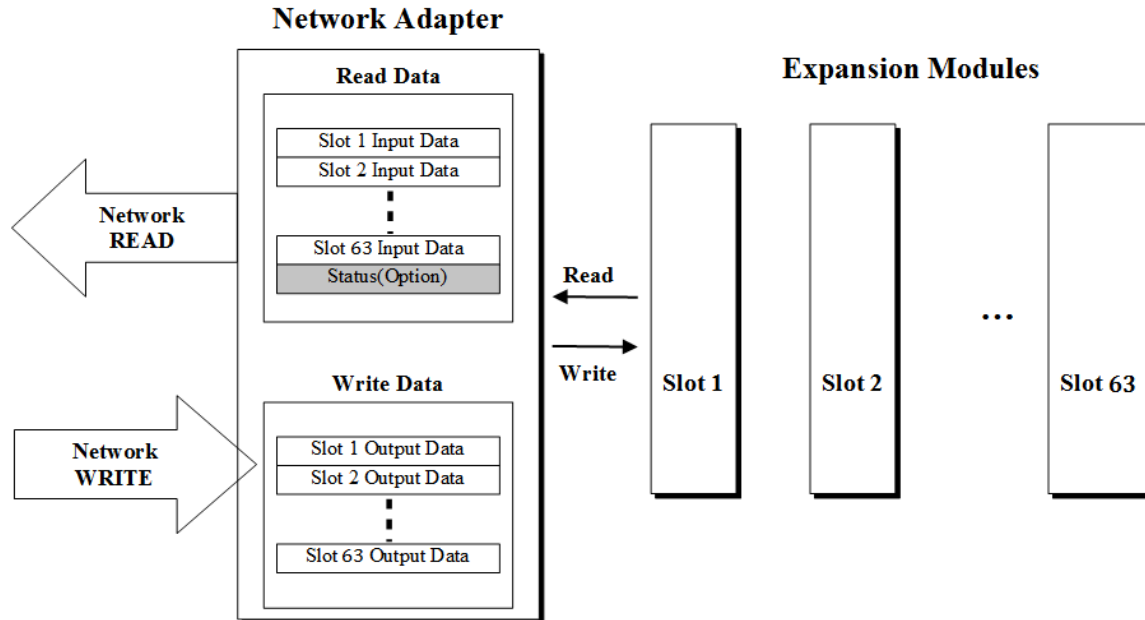 Network Adapter
Read Data
Slot 1 Input Data
Slot 2 Input Data
Slot 63 Input Data
Status(Option)
Network
READ
Write Data
Slot 1 Output Data
Slot 2 Output Data
Slot 63 Output Data
Network
WRITE
Read
Write
Expansion Modules
Slot 1
Slot 2
...
Slot 63